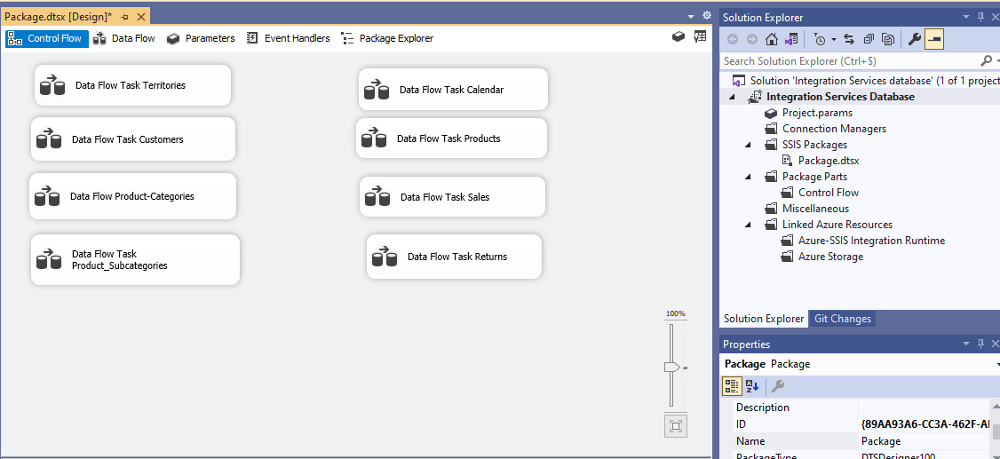 Package.dtsx [Design]*
Control Flow
Data Flow
Parameters
Event Handlers
Package Explorer
Data Flow Task Territories
Data Flow Task Calendar
Data Flow Task Customers
Data Flow Task Products
Data Flow Product-Categories
Data Flow Task Sales
Data Flow Task
Product_Subcategories
Data Flow Task Returns
100%
Solution Explorer
Search Solution Explorer (Ctrl+$)
Solution 'Integration Services database' (1 of 1 project
Integration Services Database
Project.params
Connection Managers
SSIS Packages
Package.dtsx
Package Parts
Control Flow
Miscellaneous
Linked Azure Resources
Azure-SSIS Integration Runtime
Azure Storage
Solution Explorer
Git Changes
Properties
Package Package
Description
ID {89AA93A6-CC3A-462F-A
Name Package
PackageType DTSDesigner100